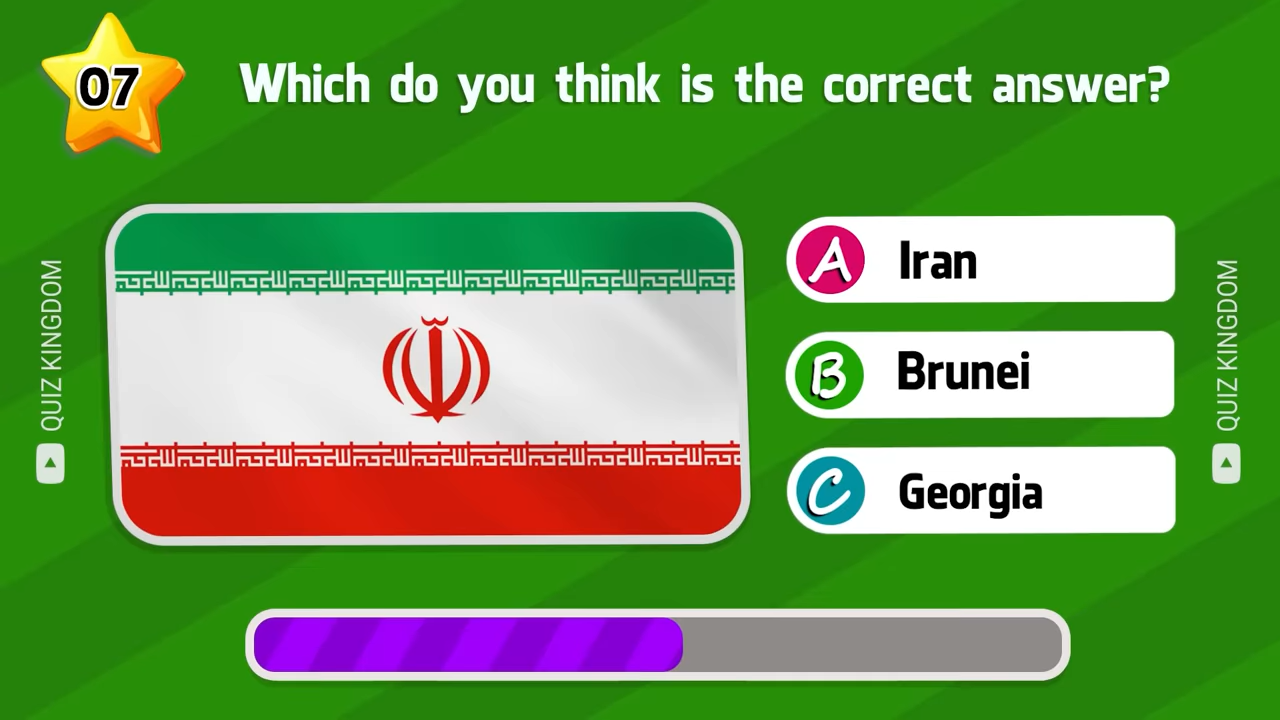 07
Which do you think is the correct answer?
QUIZ KINGDOM
A Iran
B Brunei
C Georgia
QUIZ KINGDOM